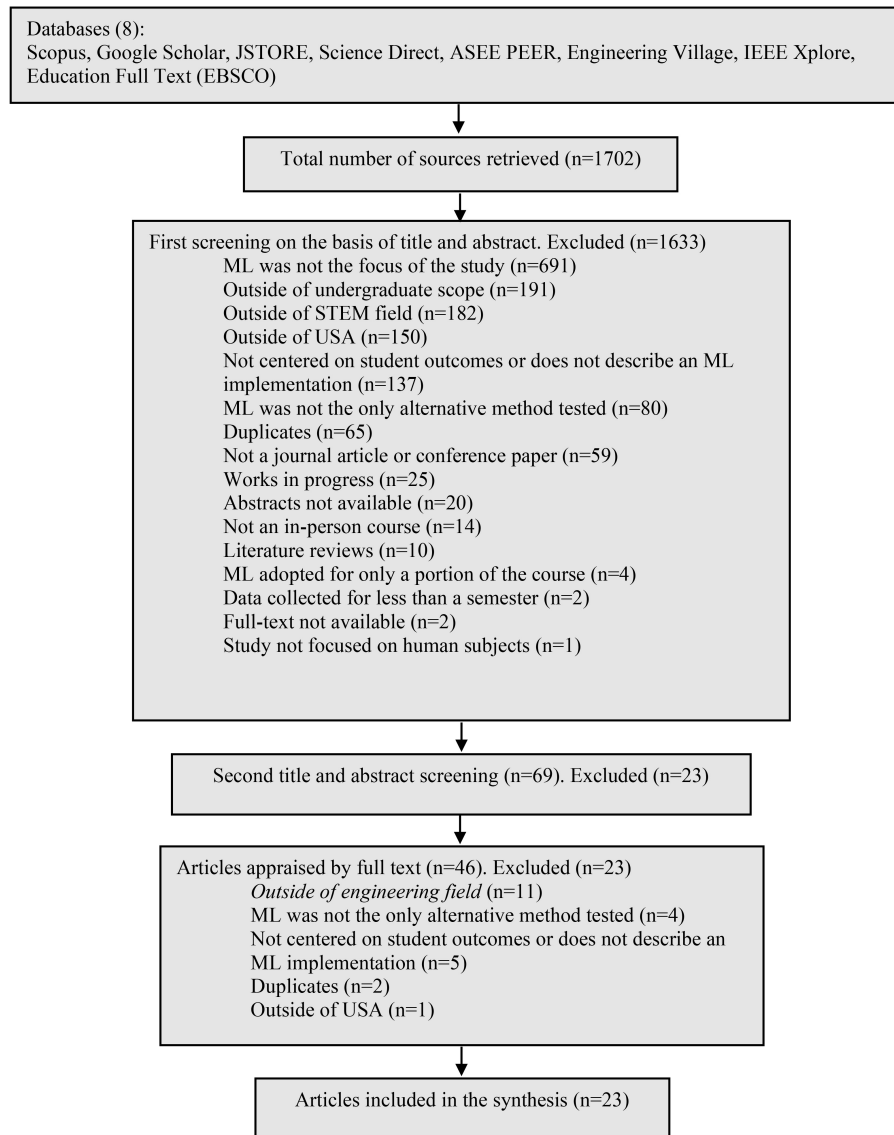 Databases (8):
Scopus, Google Scholar, JSTORE, Science Direct, ASEE PEER, Engineering Village, IEEE Xplore,
Education Full Text (EBSCO)
Total number of sources retrieved (n=1702)
First screening on the basis of title and abstract. Excluded (n=1633)
ML was not the focus of the study (n=691)
Outside of undergraduate scope (n=191)
Outside of STEM field (n=182)
Outside of USA (n=150)
Not centered on student outcomes or does not describe an ML
implementation (n=137)
ML was not the only alternative method tested (n=80)
Duplicates (n=65)
Not a journal article or conference paper (n=59)
Works in progress (n=25)
Abstracts not available (n=20)
Not an in-person course (n=14)
Literature reviews (n=10)
ML adopted for only a portion of the course (n=4)
Data collected for less than a semester (n=2)
Full-text not available (n=2)
Study not focused on human subjects (n=1)
Second title and abstract screening (n=69). Excluded (n=23)
Articles appraised by full text (n=46). Excluded (n=23)
Outside of engineering field (n=11)
ML was not the only alternative method tested (n=4)
Not centered on student outcomes or does not describe an
ML implementation (n=5)
Duplicates (n=2)
Outside of USA (n=1)
Articles included in the synthesis (n=23)